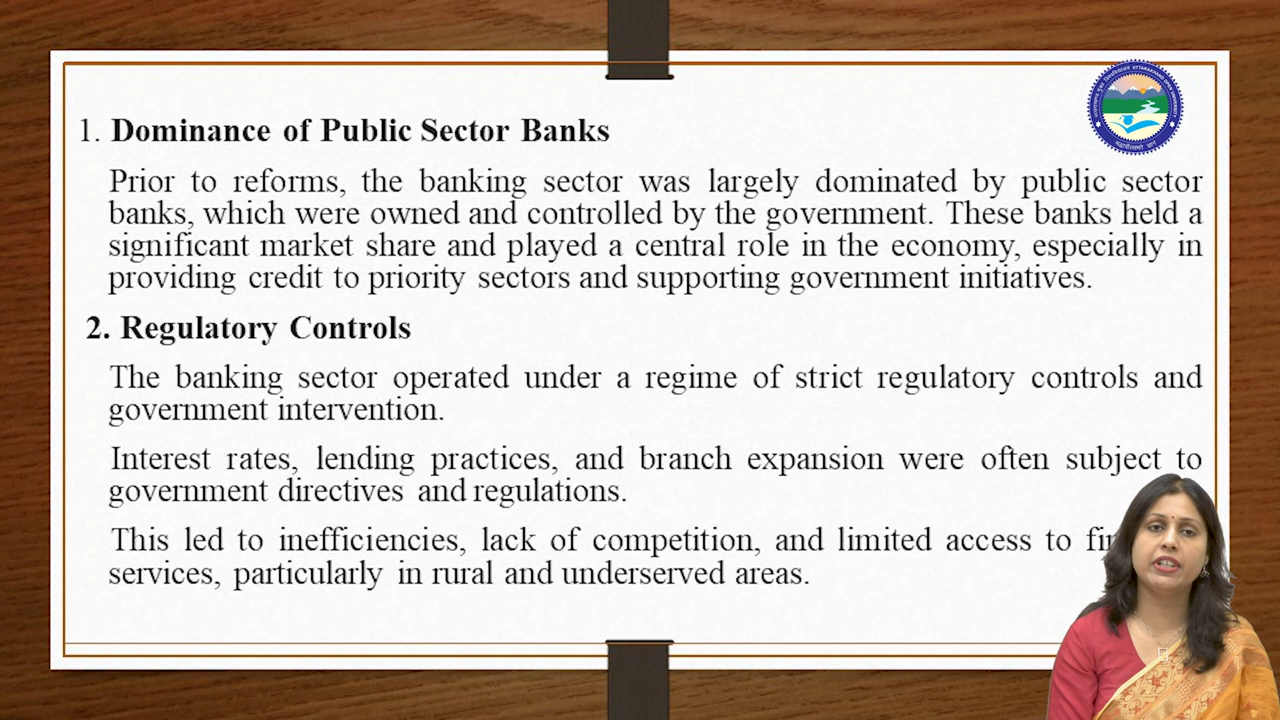 1. Dominance of Public Sector Banks
Prior to reforms, the banking sector was largely dominated by public sector
banks, which were owned and controlled by the government. These banks held a
significant market share and played a central role in the economy, especially in
providing credit to priority sectors and supporting government initiatives.
2. Regulatory Controls
The banking sector operated under a regime of strict regulatory controls and
government intervention.
Interest rates, lending practices, and branch expansion were often subject to
government directives and regulations.
This led to inefficiencies, lack of competition, and limited access to
services, particularly in rural and underserved areas.